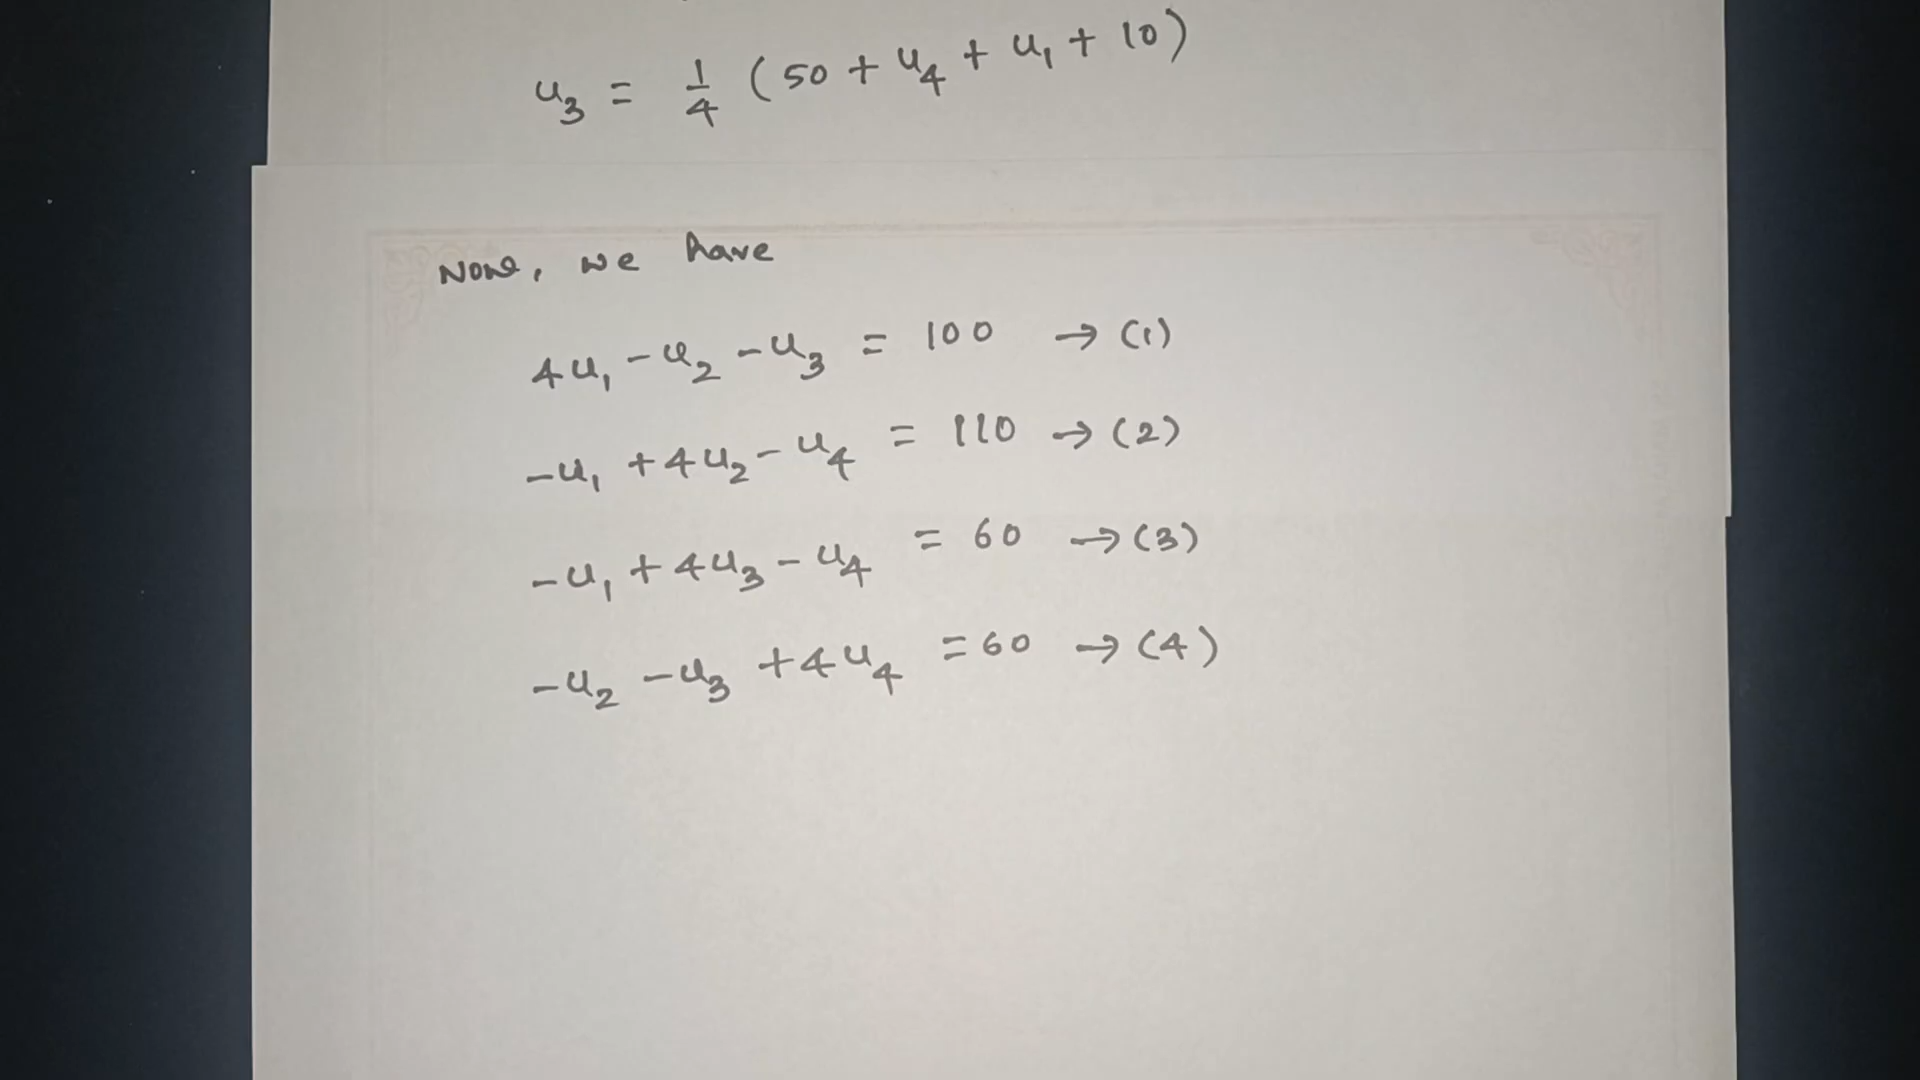 u₃ = 1/4 (50 + u₄ + u₁ + 10)
Now, we have
4u₁ - u₂ - u₃ = 100 → (1)
-u₁ + 4u₂ - u₄ = 110 → (2)
-u₁ + 4u₃ - u₄ = 60 → (3)
-u₂ - u₃ + 4u₄ = 60 → (4)